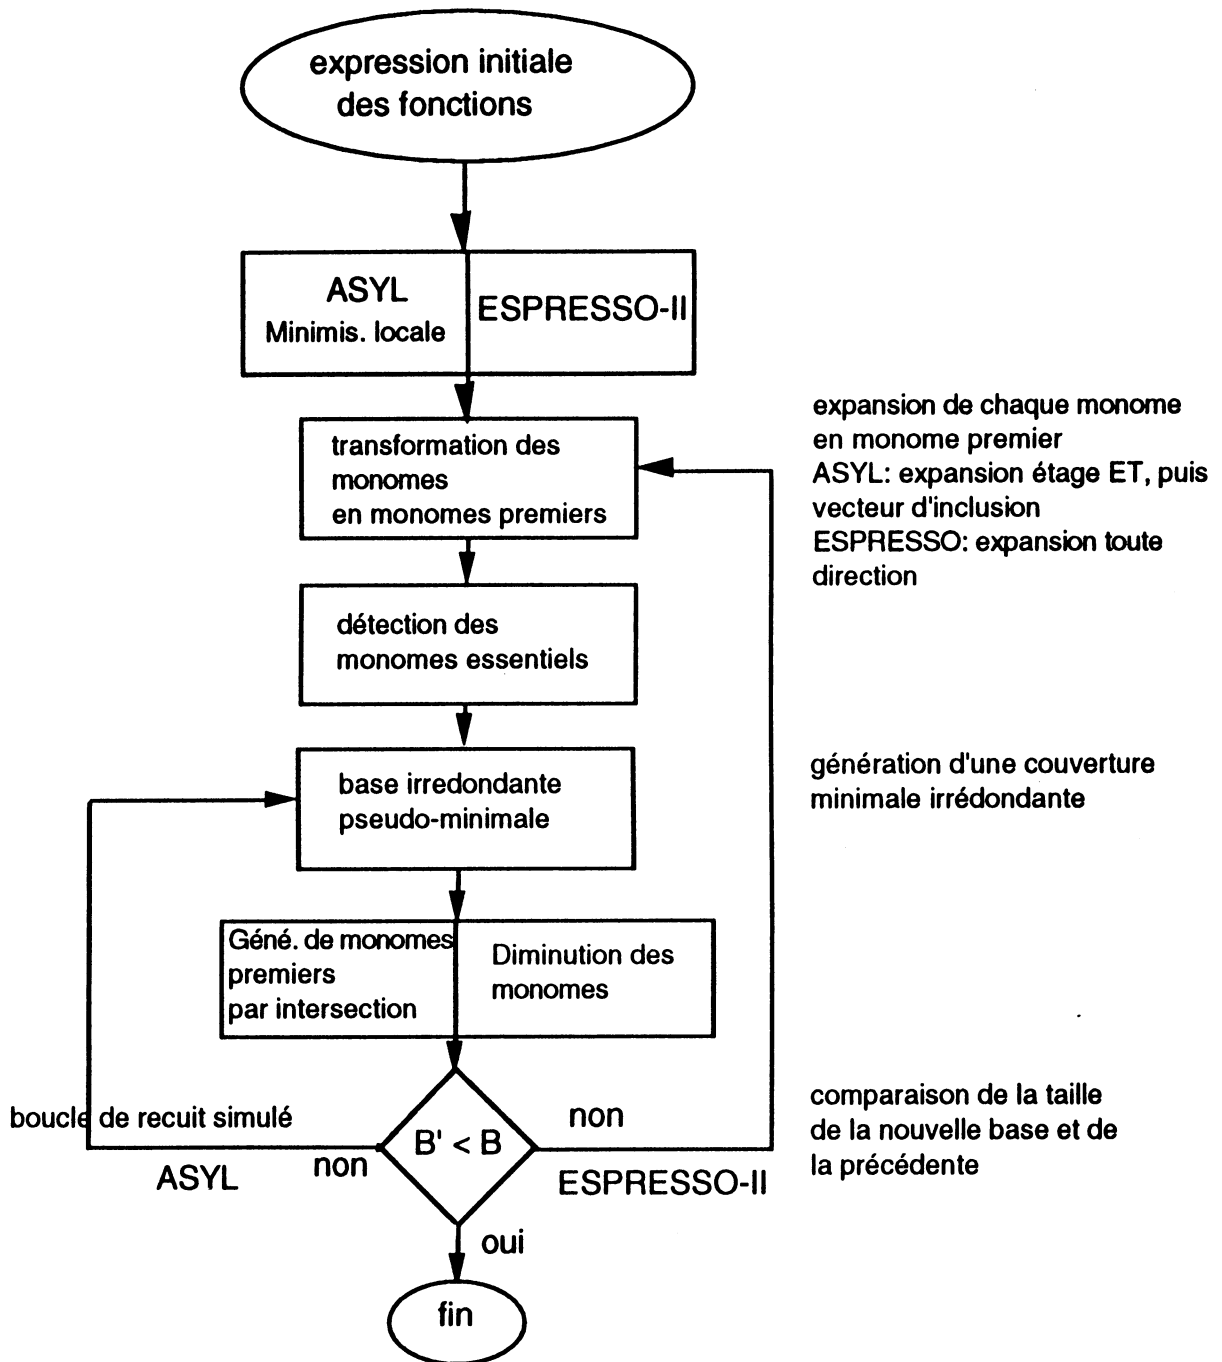 expression initiale
des fonctions
ASYL
Minimis. locale
ESPRESSO-II
transformation des
monomes
en monomes premiers
expansion de chaque monome
en monome premier
ASYL: expansion étage ET, puis
vecteur d'inclusion
ESPRESSO: expansion toute
direction
détection des
monomes essentiels
base irredondante
pseudo-minimale
génération d'une couverture
minimale irrédondante
Géné. de monomes
premiers
par intersection
Diminution des
monomes
boucle de recuit simulé
ASYL
non
B' < B
non
ESPRESSO-II
comparaison de la taille
de la nouvelle base et de
la précédente
oui
fin